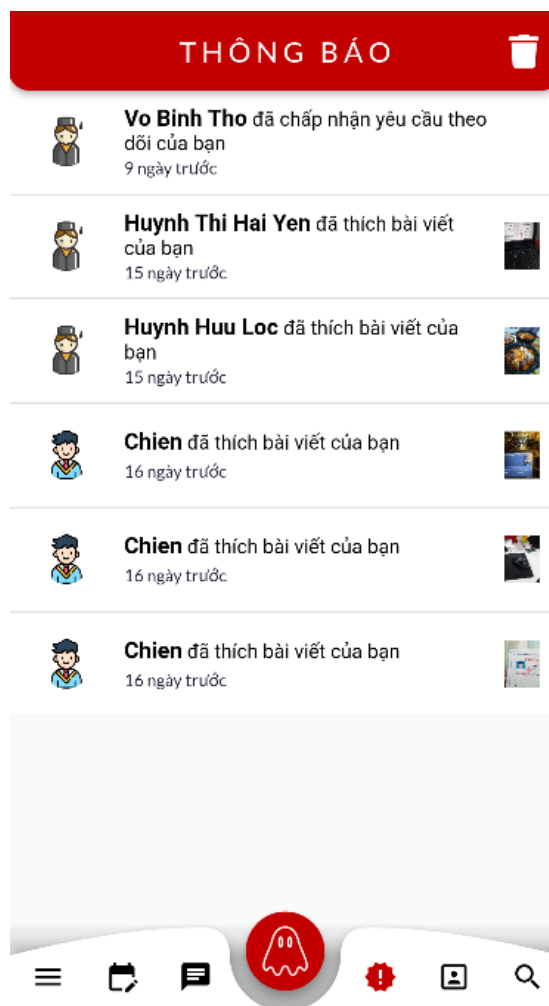 THÔNG BÁO
Vo Binh Tho đã chấp nhận yêu cầu theo
dõi của bạn
9 ngày trước
Huynh Thi Hai Yen đã thích bài viết
của bạn
15 ngày trước
Huynh Huu Loc đã thích bài viết của
bạn
15 ngày trước
Chien đã thích bài viết của bạn
16 ngày trước
Chien đã thích bài viết của bạn
16 ngày trước
Chien đã thích bài viết của bạn
16 ngày trước